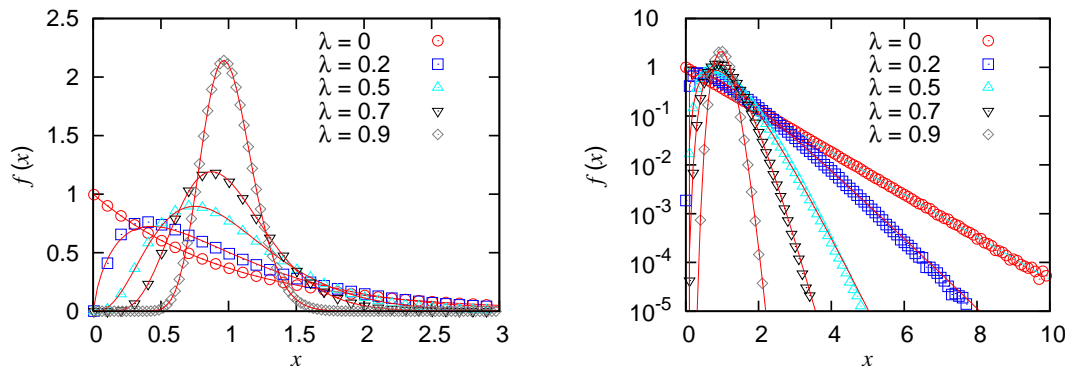 2.5
2
1.5
1
0.5
0
f (x)
0 0.5 1 1.5 2 2.5 3
x
λ = 0
λ = 0.2
λ = 0.5
λ = 0.7
λ = 0.9
10
1
10⁻¹
10⁻²
10⁻³
10⁻⁴
10⁻⁵
f (x)
0 2 4 6 8 10
x
λ = 0
λ = 0.2
λ = 0.5
λ = 0.7
λ = 0.9